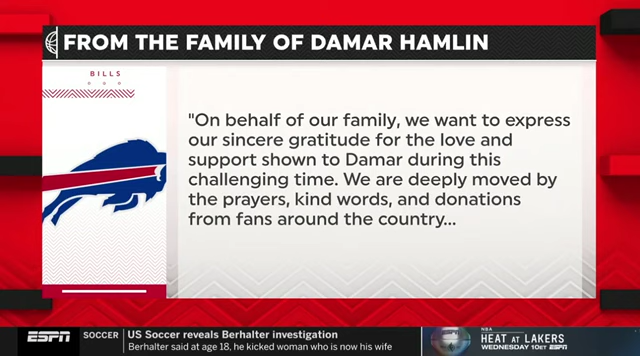 FROM THE FAMILY OF DAMAR HAMLIN
BILLS
"On behalf of our family, we want to express
our sincere gratitude for the love and
support shown to Damar during this
challenging time. We are deeply moved by
the prayers, kind words, and donations
from fans around the country...
ESPN
SOCCER
US Soccer reveals Berhalter investigation
Berhalter said at age 18, he kicked woman who is now his wife
NBA
HEAT at LAKERS
WEDNESDAY 10ET ESPN